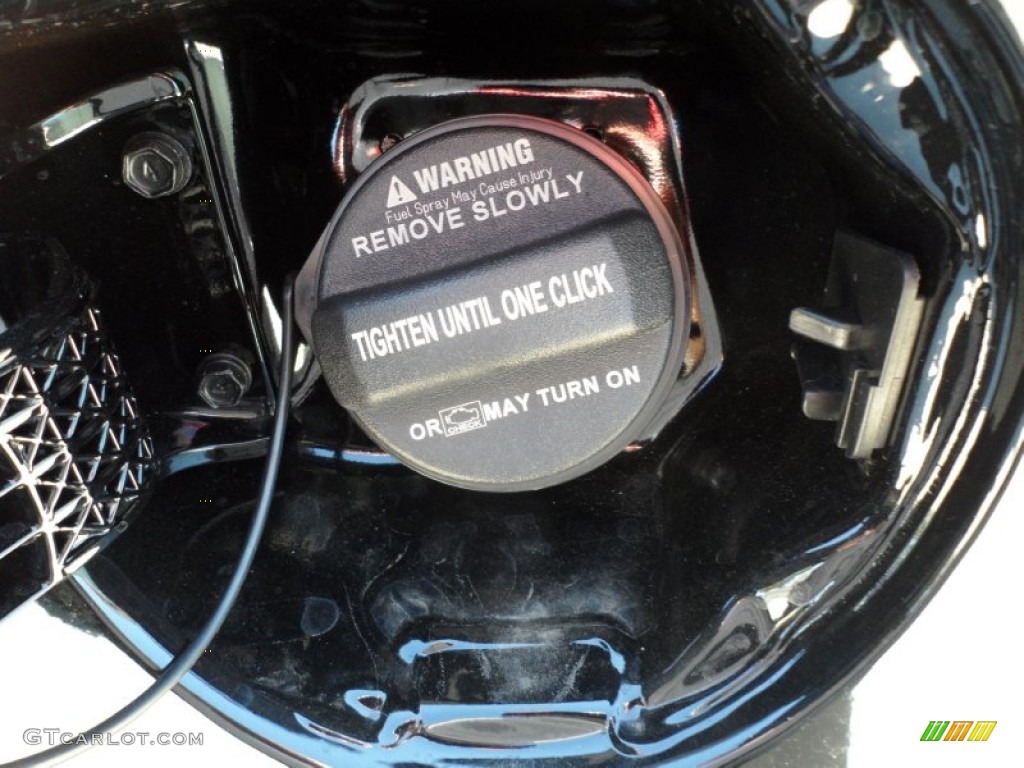 WARNING
Fuel Spray May Cause Injury
REMOVE SLOWLY
TIGHTEN UNTIL ONE CLICK
OR CHECK MAY TURN ON
GTCARLOT.COM